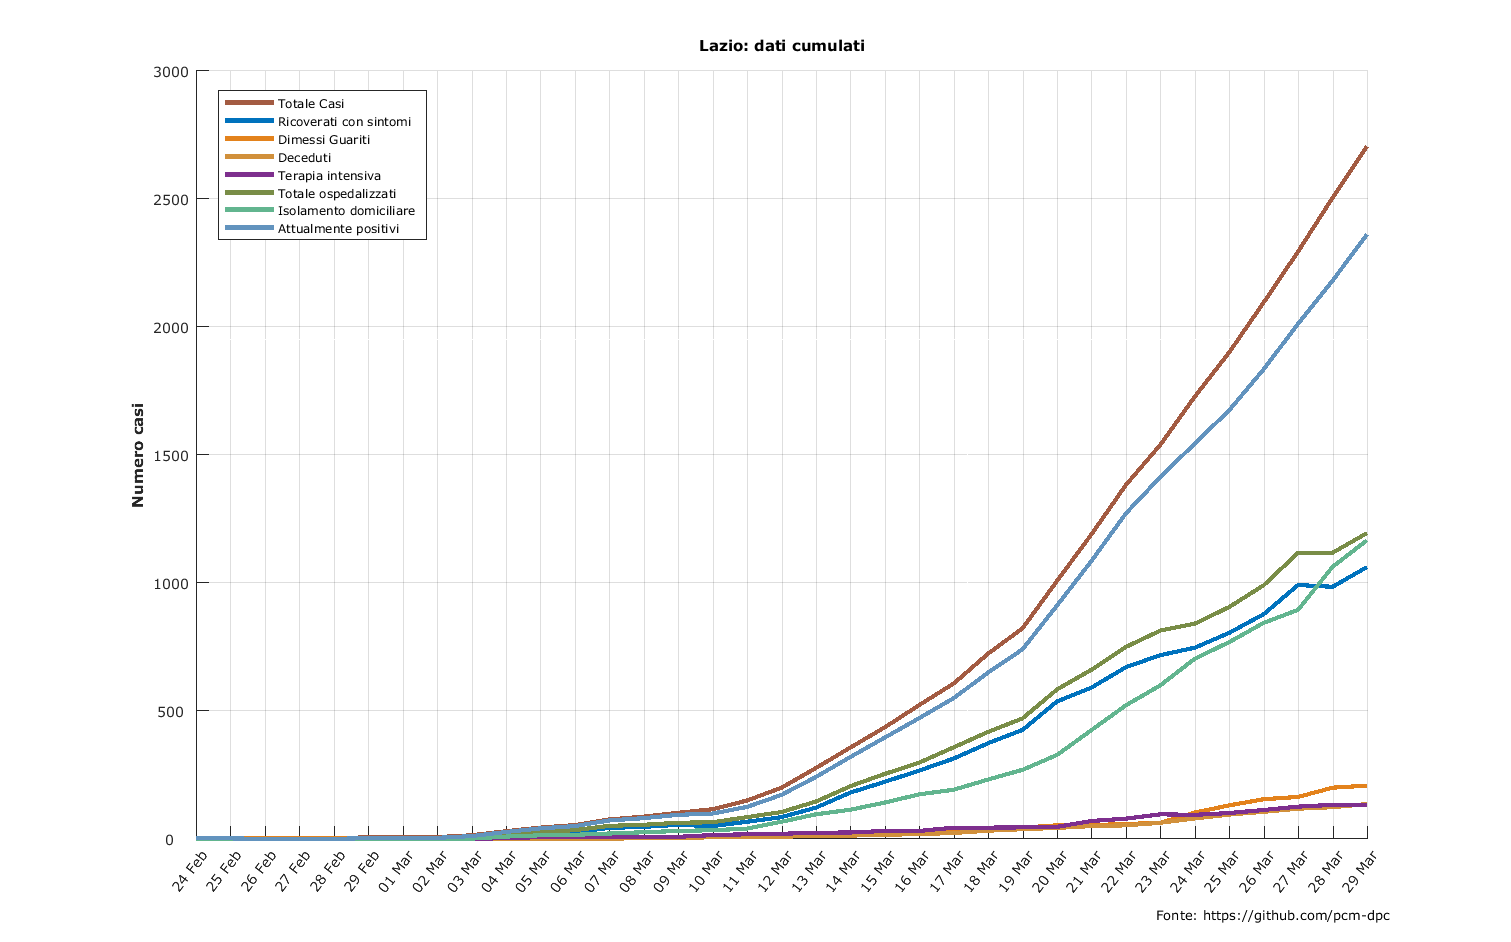 Lazio: dati cumulati
3000
2500
2000
1500
1000
500
0
Numero casi
Totale Casi
Ricoverati con sintomi
Dimessi Guariti
Deceduti
Terapia intensiva
Totale ospedalizzati
Isolamento domiciliare
Attualmente positivi
24 Feb
25 Feb
26 Feb
27 Feb
28 Feb
29 Feb
01 Mar
02 Mar
03 Mar
04 Mar
05 Mar
06 Mar
07 Mar
08 Mar
09 Mar
10 Mar
11 Mar
12 Mar
13 Mar
14 Mar
15 Mar
16 Mar
17 Mar
18 Mar
19 Mar
20 Mar
21 Mar
22 Mar
23 Mar
24 Mar
25 Mar
26 Mar
27 Mar
28 Mar
29 Mar
Fonte: https://github.com/pcm-dpc